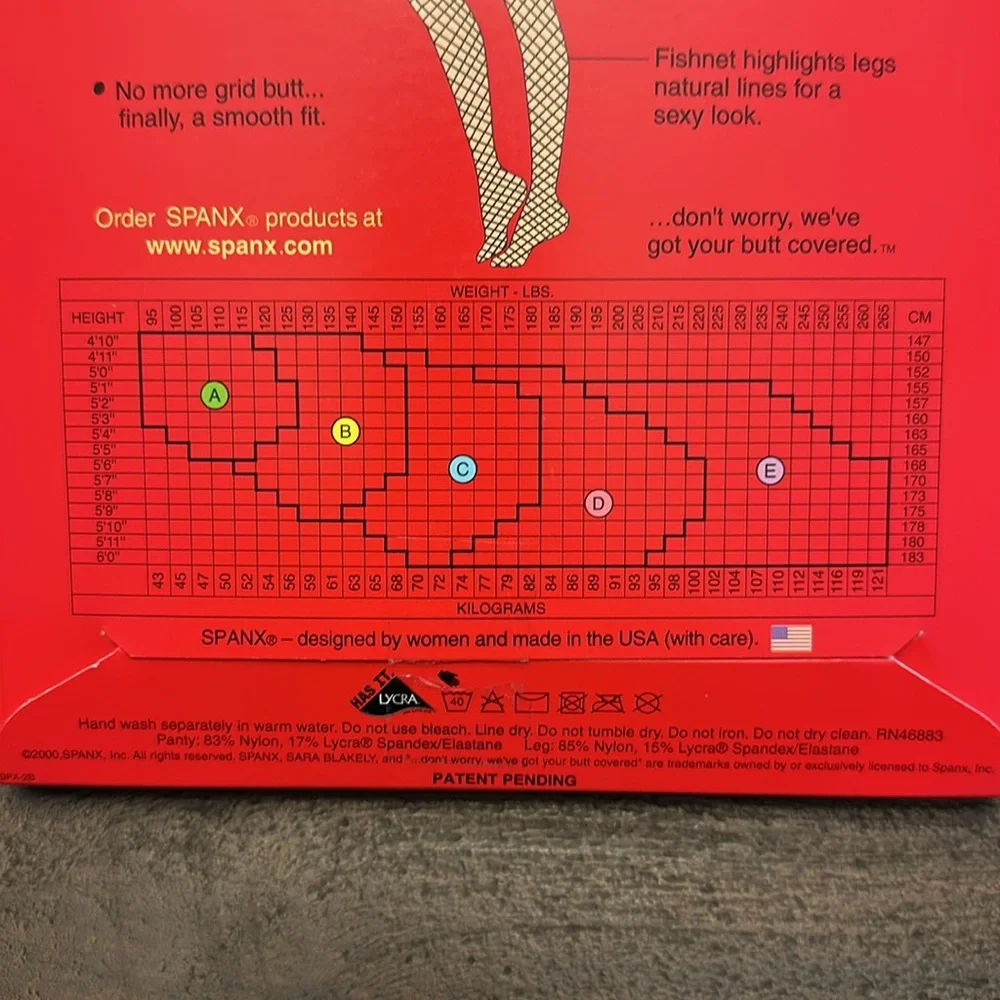 • No more grid butt...
finally, a smooth fit.
Fishnet highlights legs
natural lines for a
sexy look.
Order SPANX® products at
www.spanx.com
...don't worry, we've
got your butt covered.™
WEIGHT - LBS.
HEIGHT 95 100 105 110 115 120 125 130 135 140 145 150 155 160 165 170 175 180 185 190 195 200 205 210 215 220 225 230 235 240 245 250 255 260 265 CM
4'10" 147
4'11" 150
5'0" 152
5'1" 155
5'2" 157
5'3" 160
5'4" 163
5'5" 165
5'6" 168
5'7" 170
5'8" 173
5'9" 175
5'10" 178
5'11" 180
6'0" 183
A
B
C
D
E
43 45 47 50 52 54 56 59 61 63 65 68 70 72 74 77 79 82 84 86 89 91 93 95 98 100 102 104 107 110 112 114 116 119 121
KILOGRAMS
SPANX® – designed by women and made in the USA (with care).
HAS IT.
LYCRA
40
Hand wash separately in warm water. Do not use bleach. Line dry. Do not tumble dry. Do not iron. Do not dry clean. RN46883
Panty: 83% Nylon, 17% Lycra® Spandex/Elastane Leg: 85% Nylon, 15% Lycra® Spandex/Elastane
©2000,SPANX, Inc. All rights reserved. SPANX, SARA BLAKELY, and "...don't worry, we've got your butt covered" are trademarks owned by or exclusively licensed to Spanx, Inc.
PATENT PENDING